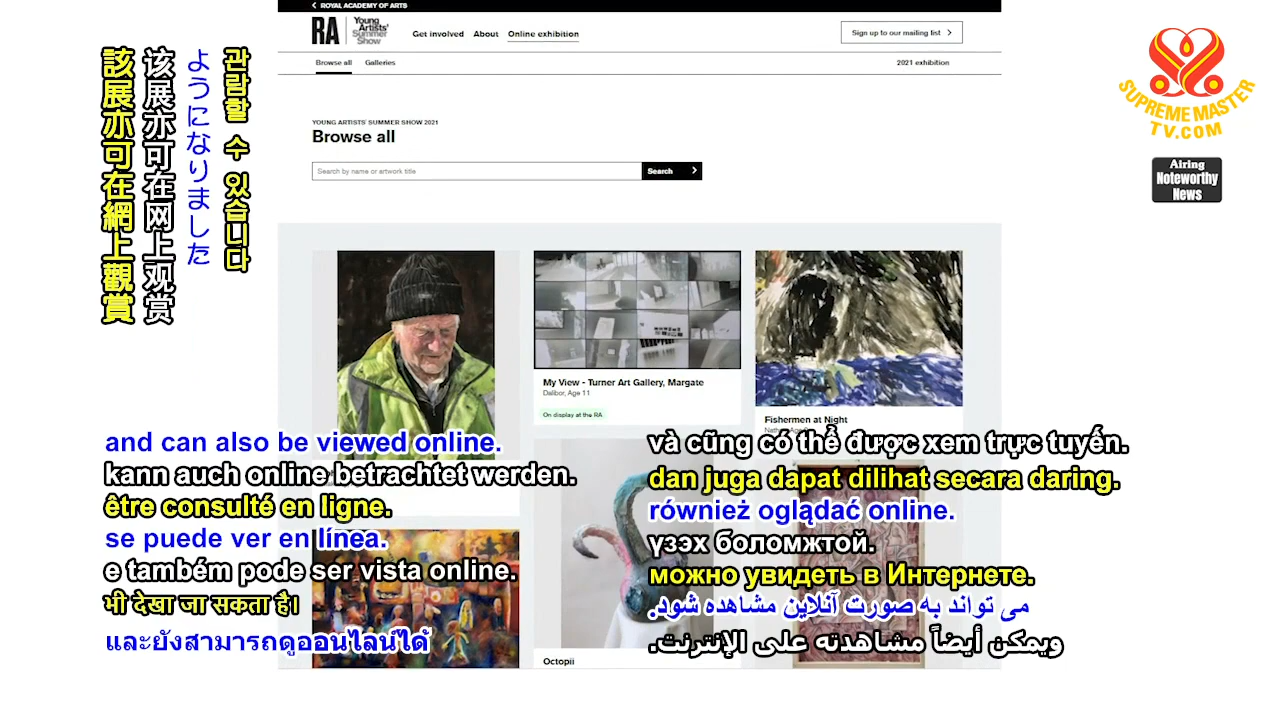 ROYAL ACADEMY OF ARTS
RA
Young
Artists'
Summer
Show
Get involved
About
Online exhibition
Sign up to our mailing list
Browse all
Galleries
2021 exhibition
YOUNG ARTISTS' SUMMER SHOW 2021
Browse all
Search by name or artwork title
Search
SUPREME MASTER
TV.COM
Airing
Noteworthy
News
관람할 수 있습니다
ようになりました
该展亦可在网上观赏
該展亦可在網上觀賞
My View - Turner Art Gallery, Margate
Dalibor, Age 11
On display at the RA
Fishermen at Night
Octopii
and can also be viewed online.
kann auch online betrachtet werden.
être consulté en ligne.
se puede ver en línea.
e também pode ser vista online.
भी देखा जा सकता है।
และยังสามารถดูออนไลน์ได้
và cũng có thể được xem trực tuyến.
dan juga dapat dilihat secara daring.
również oglądać online.
үзэх боломжтой.
можно увидеть в Интернете.
می تواند به صورت آنلاین مشاهده شود.
ويمكن أيضاً مشاهدته على الإنترنت.